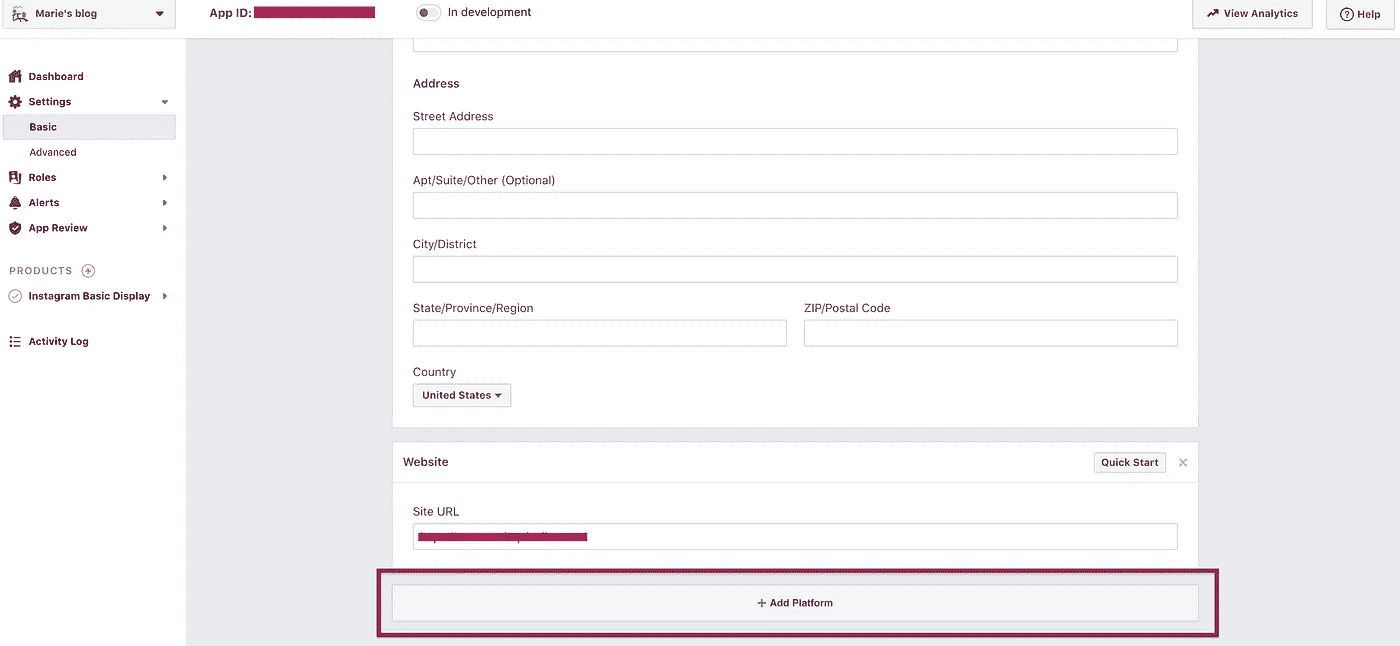 Marie's blog
App ID:
In development
View Analytics
Help
Dashboard
Settings
Basic
Advanced
Roles
Alerts
App Review
PRODUCTS
Instagram Basic Display
Activity Log
Address
Street Address
Apt/Suite/Other (Optional)
City/District
State/Province/Region
ZIP/Postal Code
Country
United States
Website
Quick Start
Site URL
+ Add Platform